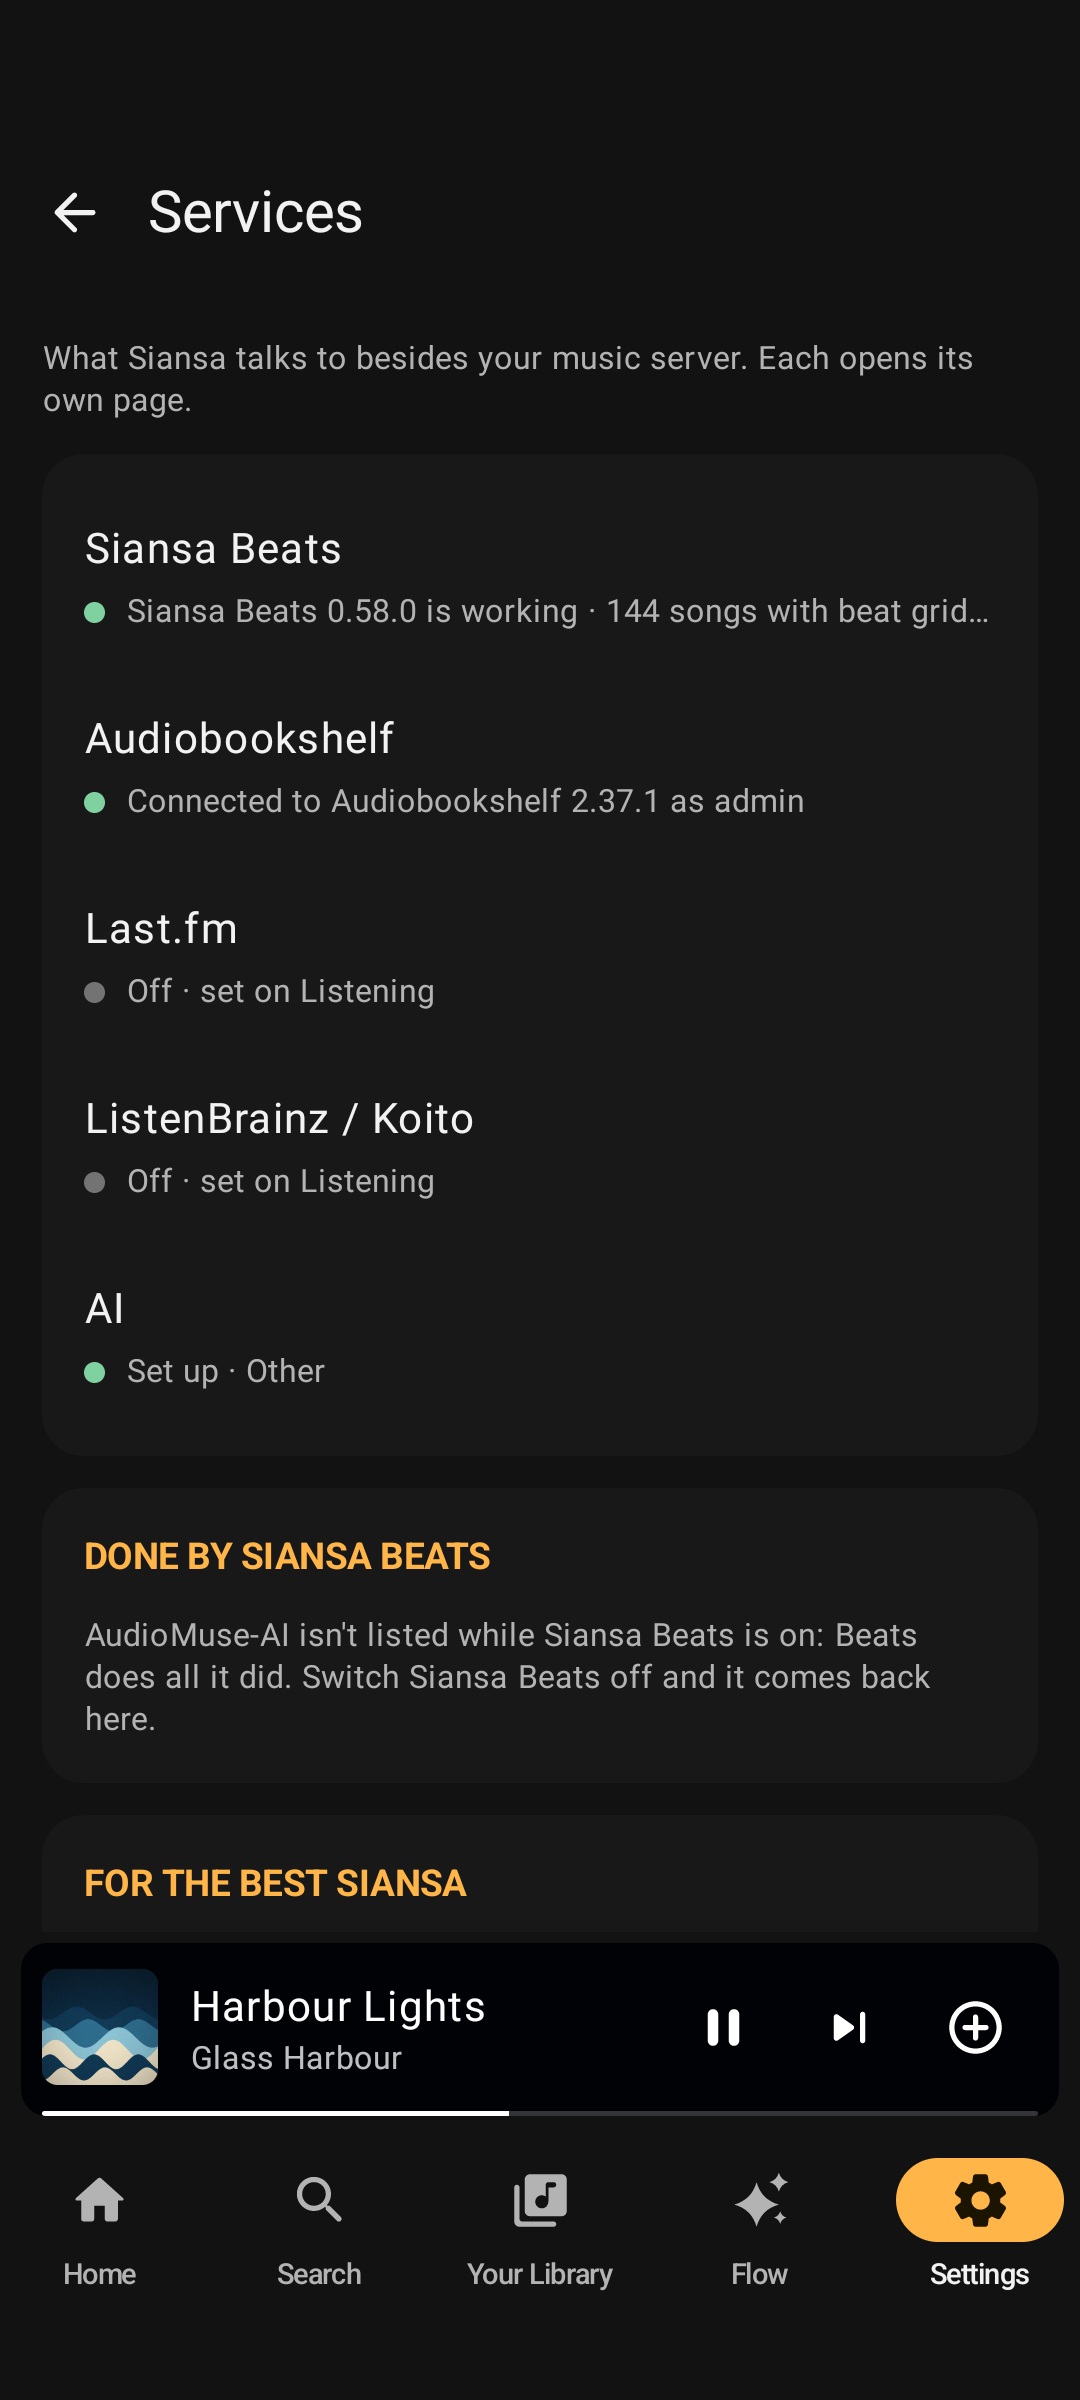 Services
What Siansa talks to besides your music server. Each opens its
own page.
Siansa Beats
Siansa Beats 0.58.0 is working · 144 songs with beat grid…
Audiobookshelf
Connected to Audiobookshelf 2.37.1 as admin
Last.fm
Off · set on Listening
ListenBrainz / Koito
Off · set on Listening
AI
Set up · Other
DONE BY SIANSA BEATS
AudioMuse-AI isn't listed while Siansa Beats is on: Beats
does all it did. Switch Siansa Beats off and it comes back
here.
FOR THE BEST SIANSA
Harbour Lights
Glass Harbour
Home
Search
Your Library
Flow
Settings